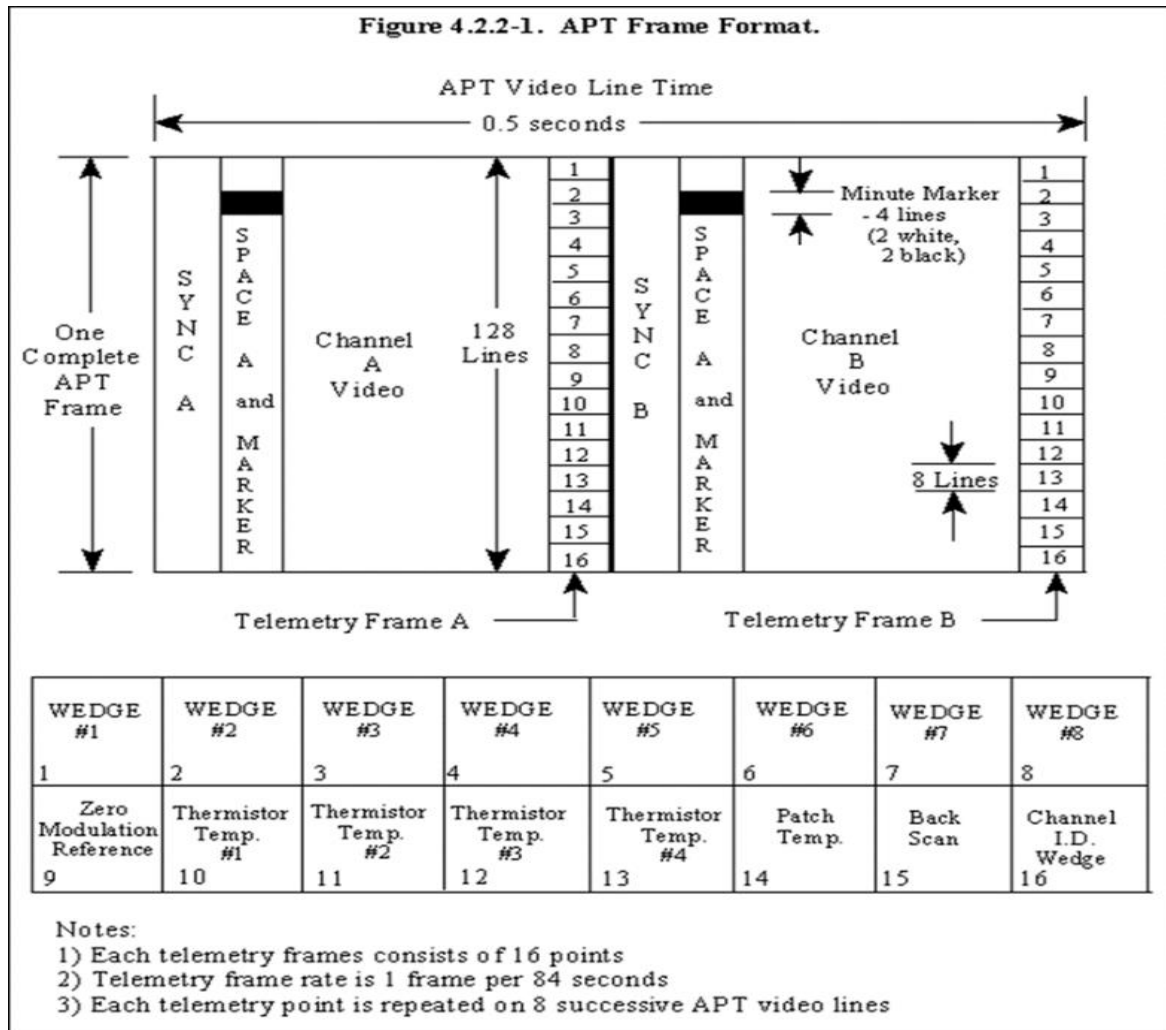 Figure 4.2.2-1. APT Frame Format.
APT Video Line Time
0.5 seconds
One
Complete
APT
Frame
SYNC A
SPACE A and MARKER
Channel
A
Video
128
Lines
1
2
3
4
5
6
7
8
9
10
11
12
13
14
15
16
SYNC B
SPACE A and MARKER
Minute Marker
- 4 lines
(2 white,
2 black)
Channel
B
Video
8 Lines
1
2
3
4
5
6
7
8
9
10
11
12
13
14
15
16
Telemetry Frame A
Telemetry Frame B
WEDGE
#1
1
WEDGE
#2
2
WEDGE
#3
3
WEDGE
#4
4
WEDGE
#5
5
WEDGE
#6
6
WEDGE
#7
7
WEDGE
#8
8
Zero
Modulation
Reference
9
Thermistor
Temp.
#1
10
Thermistor
Temp.
#2
11
Thermistor
Temp.
#3
12
Thermistor
Temp.
#4
13
Patch
Temp.
14
Back
Scan
15
Channel
I.D.
Wedge
16
Notes:
1) Each telemetry frames consists of 16 points
2) Telemetry frame rate is 1 frame per 84 seconds
3) Each telemetry point is repeated on 8 successive APT video lines